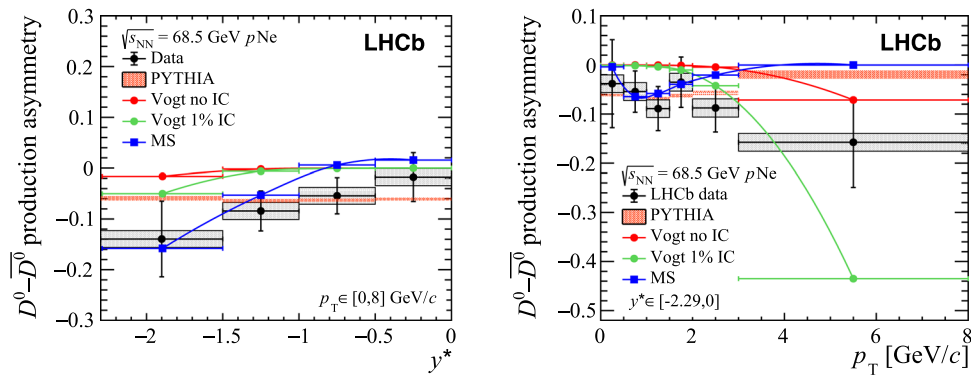 D⁰–D̅⁰ production asymmetry
0.3
0.2
0.1
0
−0.1
−0.2
−0.3
√sNN = 68.5 GeV pNe
LHCb
Data
PYTHIA
Vogt no IC
Vogt 1% IC
MS
pT∈[0,8] GeV/c
−2 −1.5 −1 −0.5 0
y*
D⁰–D̅⁰ production asymmetry
0.1
0
−0.1
−0.2
−0.3
−0.4
−0.5
LHCb
√sNN = 68.5 GeV pNe
LHCb data
PYTHIA
Vogt no IC
Vogt 1% IC
MS
y*∈[-2.29,0]
0 2 4 6 8
pT [GeV/c]